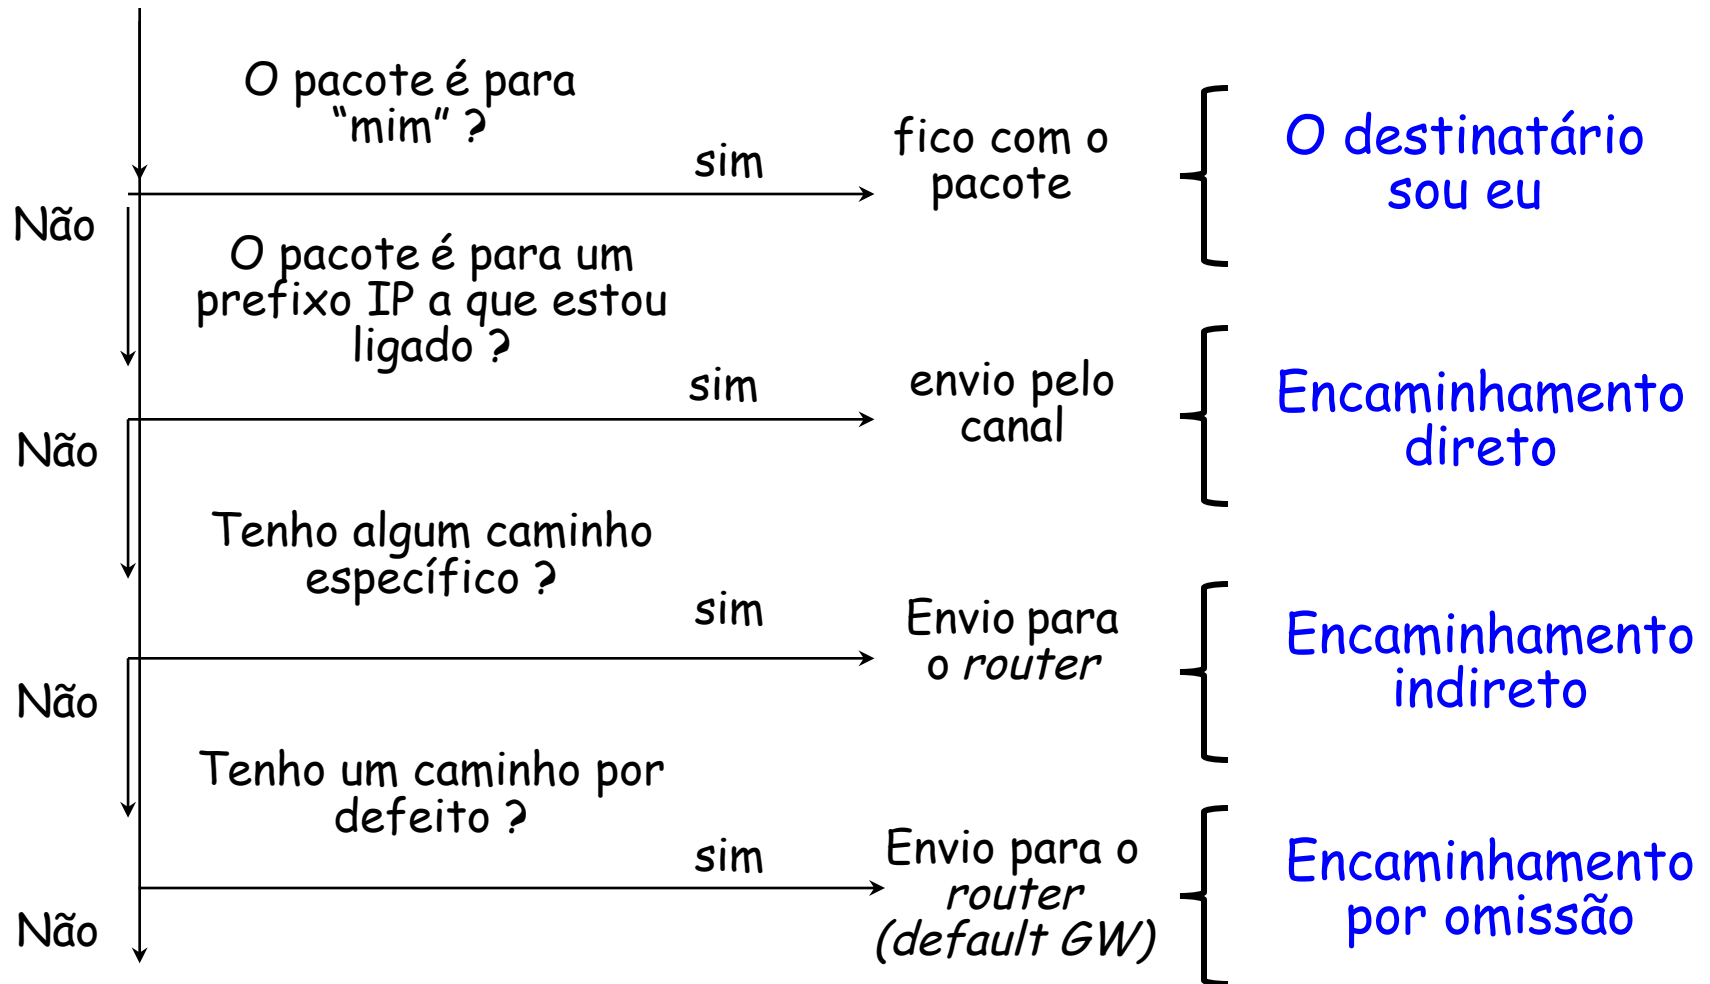 O pacote é para
“mim” ?
sim
fico com o
pacote
O destinatário
sou eu
Não
O pacote é para um
prefixo IP a que estou
ligado ?
sim
envio pelo
canal
Encaminhamento
direto
Não
Tenho algum caminho
específico ?
sim
Envio para
o router
Encaminhamento
indireto
Não
Tenho um caminho por
defeito ?
sim
Envio para o
router
(default GW)
Encaminhamento
por omissão
Não